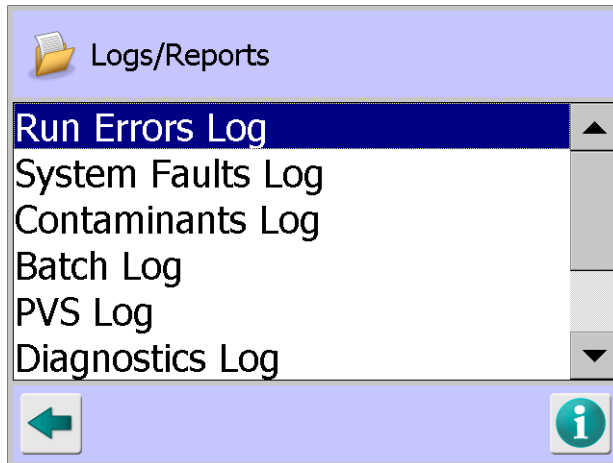 Logs/Reports
Run Errors Log
System Faults Log
Contaminants Log
Batch Log
PVS Log
Diagnostics Log